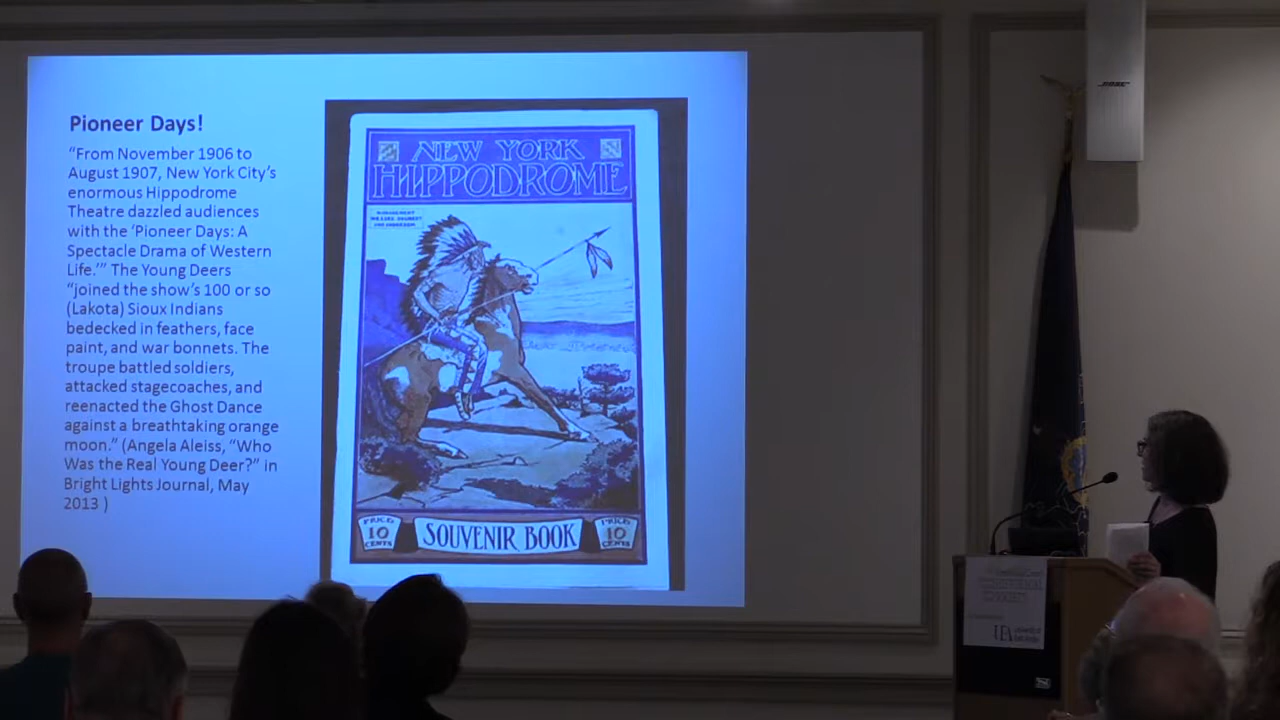 Pioneer Days!
"From November 1906 to
August 1907, New York City's
enormous Hippodrome
Theatre dazzled audiences
with the 'Pioneer Days: A
Spectacle Drama of Western
Life.'" The Young Deers
"joined the show's 100 or so
(Lakota) Sioux Indians
bedecked in feathers, face
paint, and war bonnets. The
troupe battled soldiers,
attacked stagecoaches, and
reenacted the Ghost Dance
against a breathtaking orange
moon." (Angela Aleiss, "Who
Was the Real Young Deer?" in
Bright Lights Journal, May
2013 )
NEW YORK
HIPPODROME
MANAGEMENT
PRICE
10
CENTS
SOUVENIR BOOK
PRICE
10
CENTS
BOSE
UEA